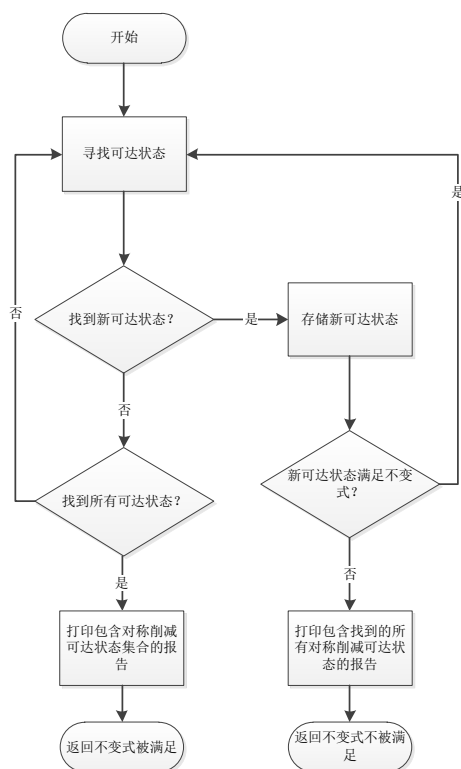 开始
寻找可达状态
是
否
找到新可达状态？
是
存储新可达状态
否
找到所有可达状态？
新可达状态满足不变
式？
是
否
打印包含对称削减
可达状态集合的报
告
打印包含找到的所
有对称削减可达状
态的报告
返回不变式被满足
返回不变式不被满
足